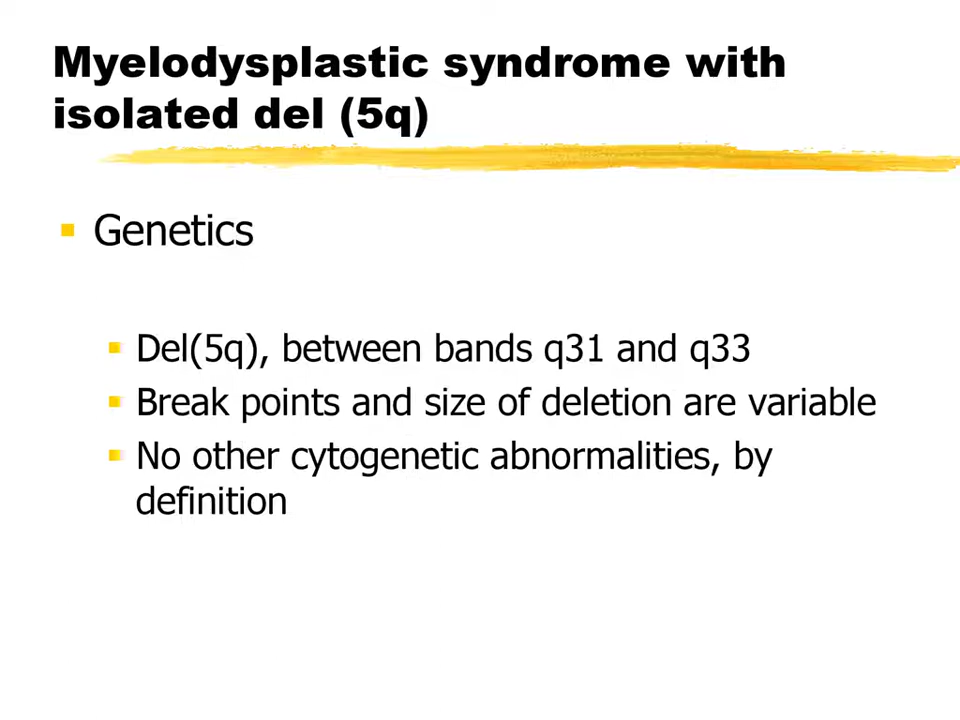 Myelodysplastic syndrome with
isolated del (5q)
Genetics
Del(5q), between bands q31 and q33
Break points and size of deletion are variable
No other cytogenetic abnormalities, by
definition